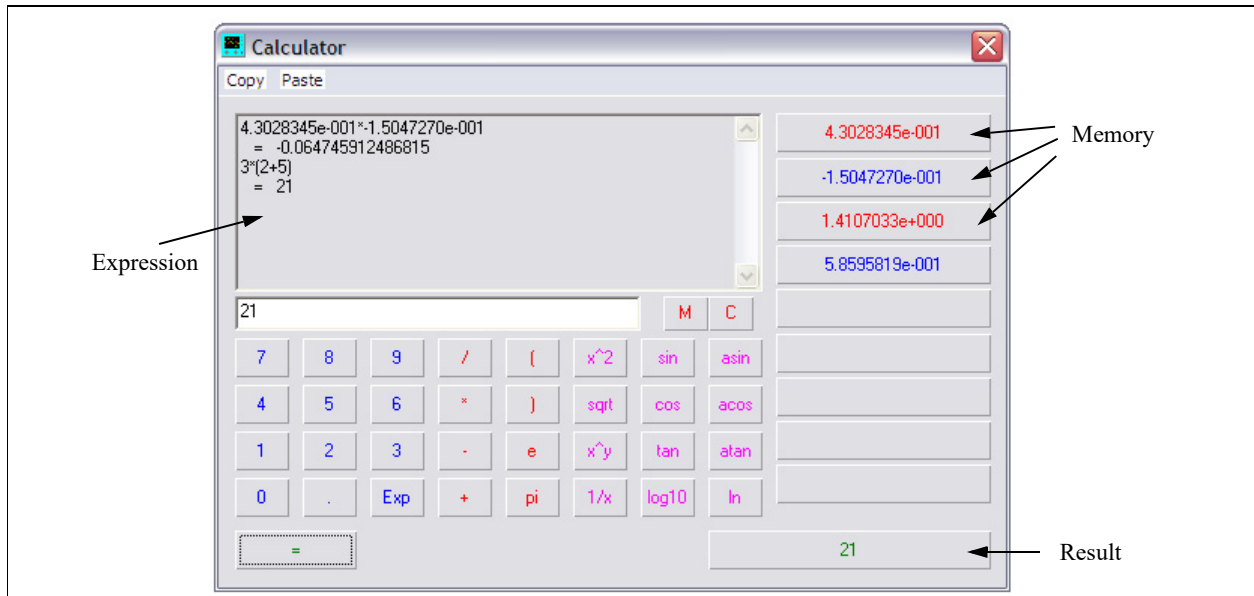 Calculator
Copy Paste
4.3028345e-001*-1.5047270e-001
= -0.064745912486815
3*(2+5)
= 21
4.3028345e-001
-1.5047270e-001
1.4107033e+000
5.8595819e-001
Memory
Expression
21
M C
7 8 9 / ( x^2 sin asin
4 5 6 * ) sqrt cos acos
1 2 3 - e x^y tan atan
0 . Exp + pi 1/x log10 ln
= 21
Result